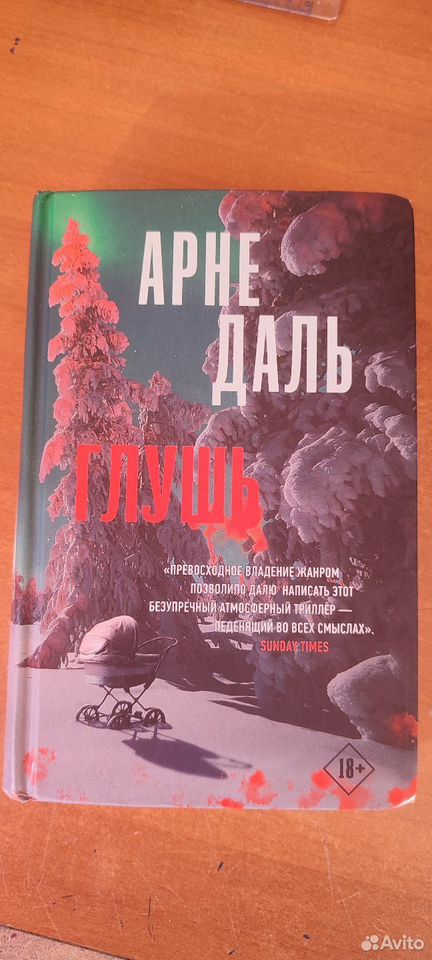 АРНЕ
ДАЛЬ
ГЛУШЬ
«ПРЕВОСХОДНОЕ ВЛАДЕНИЕ ЖАНРОМ
ПОЗВОЛИЛО ДАЛЮ НАПИСАТЬ ЭТОТ
БЕЗУПРЕЧНЫЙ АТМОСФЕРНЫЙ ТРИЛЛЕР —
ЛЕДЕНЯЩИЙ ВО ВСЕХ СМЫСЛАХ».
SUNDAY TIMES
18+
Avito